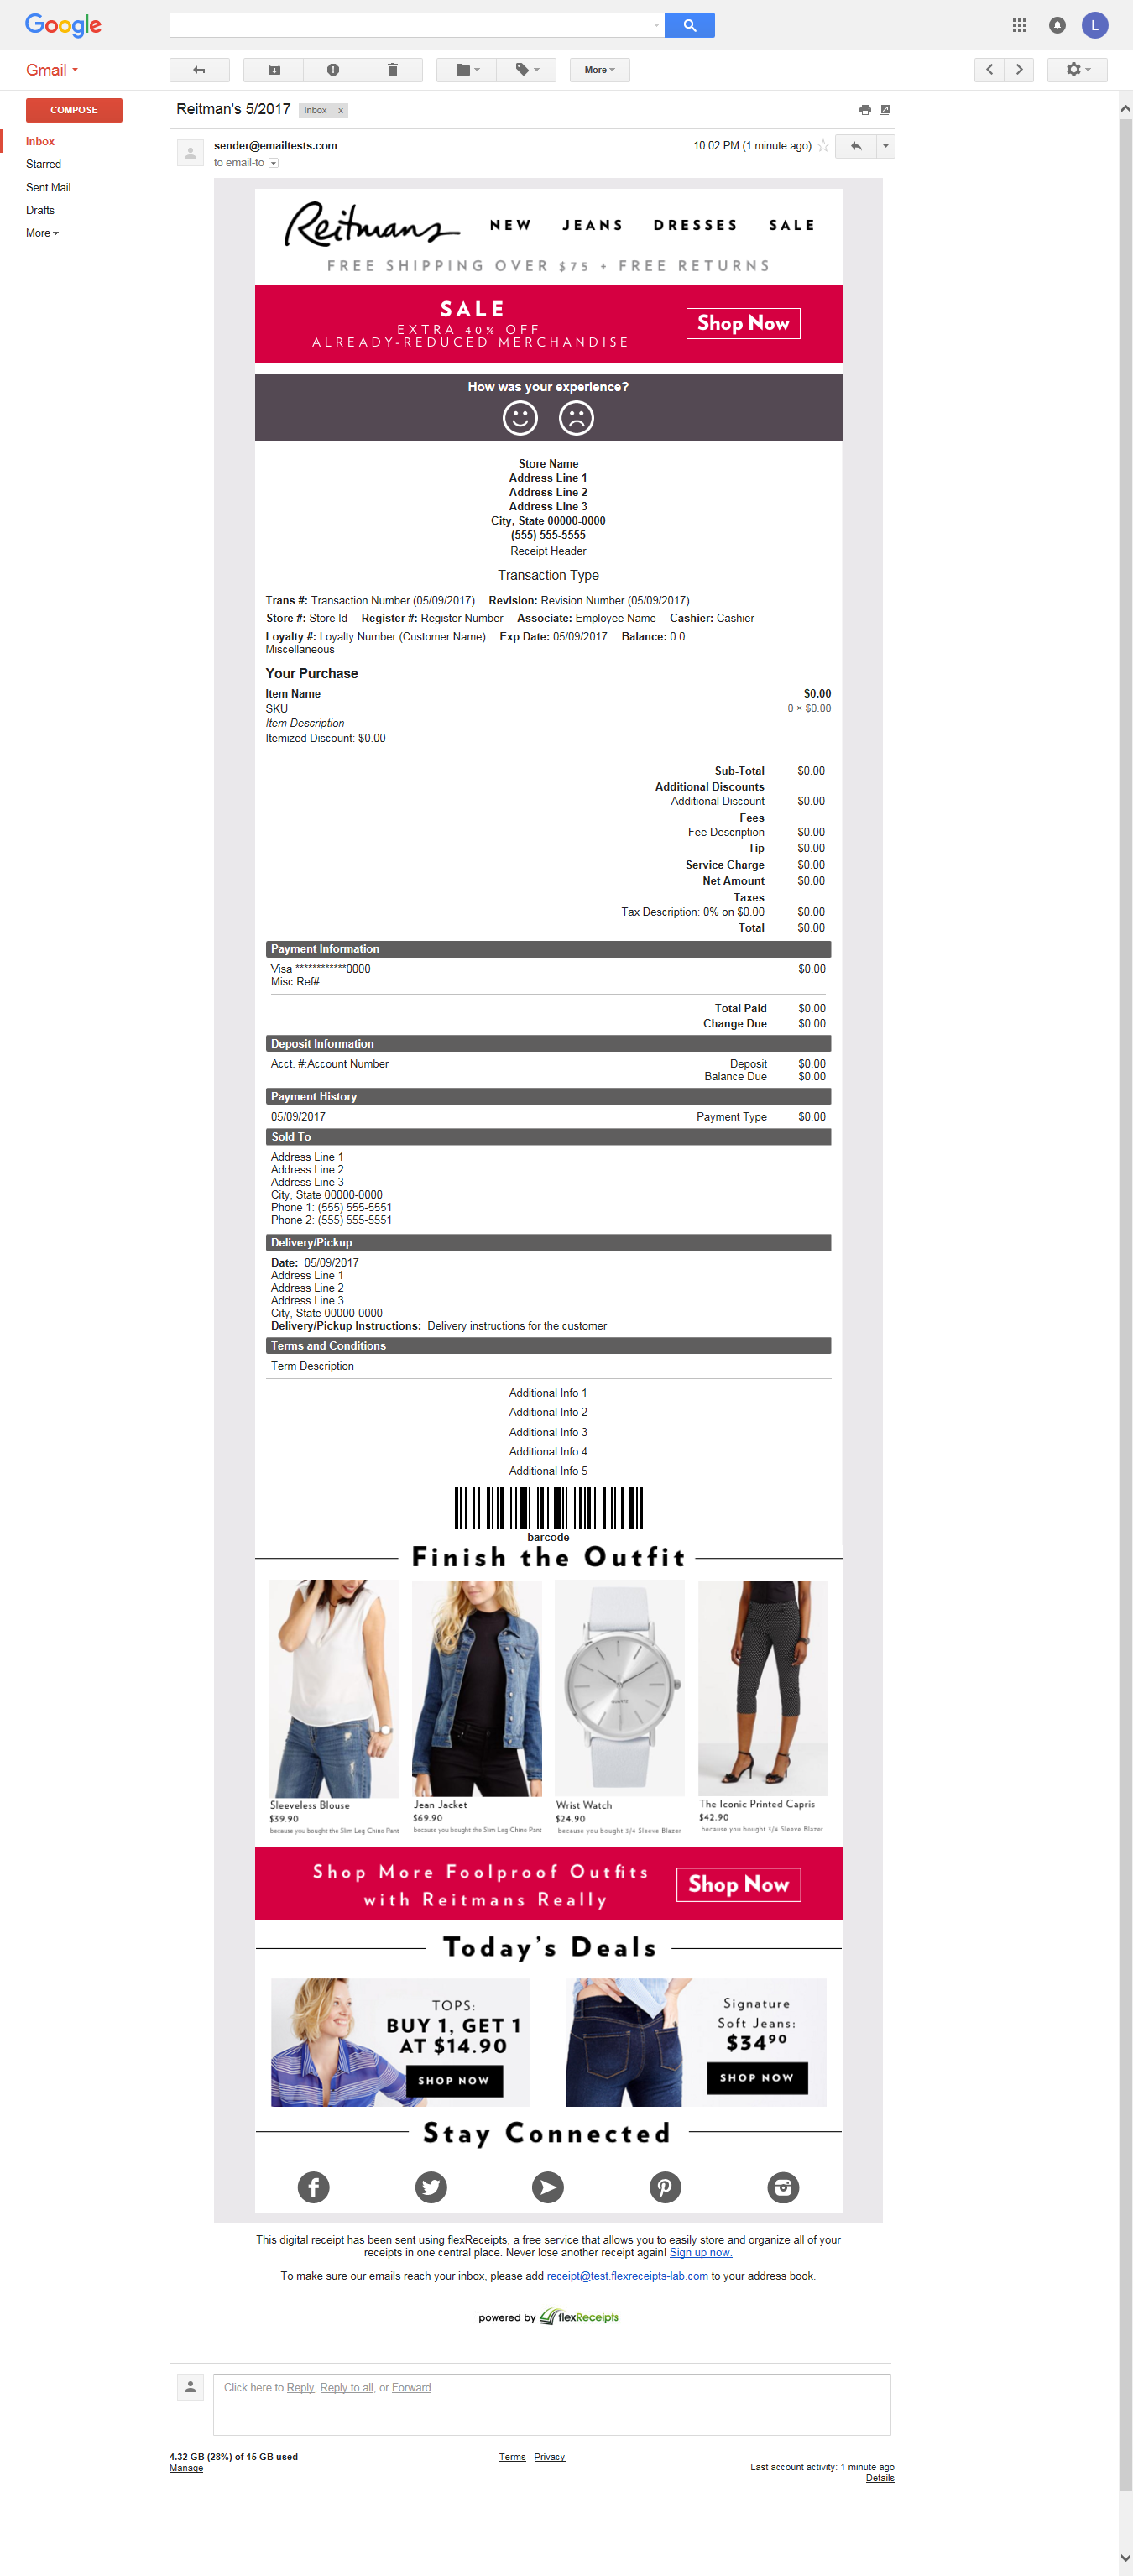 Google
L
Gmail
More
COMPOSE
Inbox
Starred
Sent Mail
Drafts
More
Reitman's 5/2017 Inbox x
sender@emailtests.com 10:02 PM (1 minute ago)
to email-to
Reitmans NEW JEANS DRESSES SALE
FREE SHIPPING OVER $75 + FREE RETURNS
SALE
EXTRA 40% OFF
ALREADY-REDUCED MERCHANDISE
Shop Now
How was your experience?
Store Name
Address Line 1
Address Line 2
Address Line 3
City, State 00000-0000
(555) 555-5555
Receipt Header
Transaction Type
Trans #: Transaction Number (05/09/2017) Revision: Revision Number (05/09/2017)
Store #: Store Id Register #: Register Number Associate: Employee Name Cashier: Cashier
Loyalty #: Loyalty Number (Customer Name) Exp Date: 05/09/2017 Balance: 0.0
Miscellaneous
Your Purchase
Item Name $0.00
SKU 0 × $0.00
Item Description
Itemized Discount: $0.00
Sub-Total $0.00
Additional Discounts
Additional Discount $0.00
Fees
Fee Description $0.00
Tip $0.00
Service Charge $0.00
Net Amount $0.00
Taxes
Tax Description: 0% on $0.00 $0.00
Total $0.00
Payment Information
Visa ************0000 $0.00
Misc Ref#
Total Paid $0.00
Change Due $0.00
Deposit Information
Acct. #:Account Number Deposit $0.00
Balance Due $0.00
Payment History
05/09/2017 Payment Type $0.00
Sold To
Address Line 1
Address Line 2
Address Line 3
City, State 00000-0000
Phone 1: (555) 555-5551
Phone 2: (555) 555-5551
Delivery/Pickup
Date: 05/09/2017
Address Line 1
Address Line 2
Address Line 3
City, State 00000-0000
Delivery/Pickup Instructions: Delivery instructions for the customer
Terms and Conditions
Term Description
Additional Info 1
Additional Info 2
Additional Info 3
Additional Info 4
Additional Info 5
barcode
Finish the Outfit
QUARTZ
Sleeveless Blouse
$39.90
because you bought the Slim Leg Chino Pant
Jean Jacket
$69.90
because you bought the Slim Leg Chino Pant
Wrist Watch
$24.90
because you bought 3/4 Sleeve Blazer
The Iconic Printed Capris
$42.90
because you bought 3/4 Sleeve Blazer
Shop More Foolproof Outfits
with Reitmans Really
Shop Now
Today's Deals
TOPS:
BUY 1, GET 1
AT $14.90
SHOP NOW
Signature
Soft Jeans:
$34⁹⁰
SHOP NOW
Stay Connected
This digital receipt has been sent using flexReceipts, a free service that allows you to easily store and organize all of your
receipts in one central place. Never lose another receipt again! Sign up now.
To make sure our emails reach your inbox, please add receipt@test.flexreceipts-lab.com to your address book.
powered by flexReceipts
Click here to Reply, Reply to all, or Forward
4.32 GB (28%) of 15 GB used
Manage
Terms - Privacy
Last account activity: 1 minute ago
Details